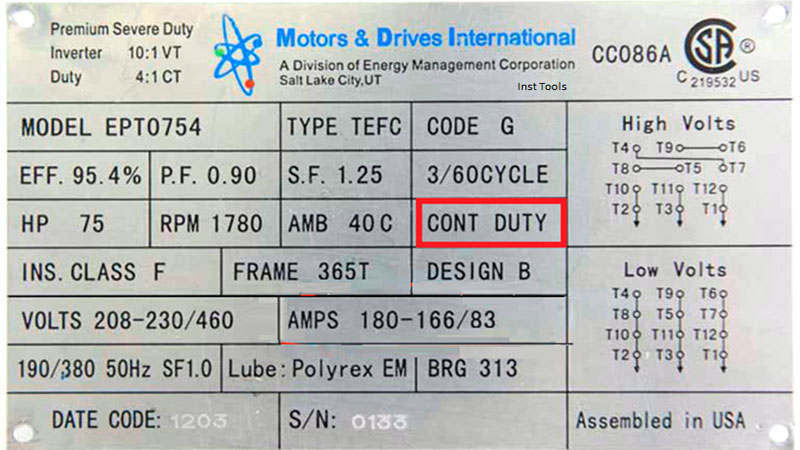 Premium Severe Duty
Inverter 10:1 VT
Duty 4:1 CT
Motors & Drives International
A Division of Energy Management Corporation
Salt Lake City,UT
Inst Tools
CC086A
SA ®
C 219532 US
MODEL EPT0754
TYPE TEFC
CODE G
EFF. 95.4%
P.F. 0.90
S.F. 1.25
3/60CYCLE
HP 75
RPM 1780
AMB 40C
CONT DUTY
INS. CLASS F
FRAME 365T
DESIGN B
VOLTS 208-230/460
AMPS 180-166/83
190/380 50Hz SF1.0
Lube: Polyrex EM
BRG 313
DATE CODE: 1203
S/N: 0133
High Volts
T4 T9 T6
T8 T5 T7
T10 T11 T12
T2 T3 T1
Low Volts
T4 T9 T6
T8 T5 T7
T10 T11 T12
T2 T3 T1
Assembled in USA